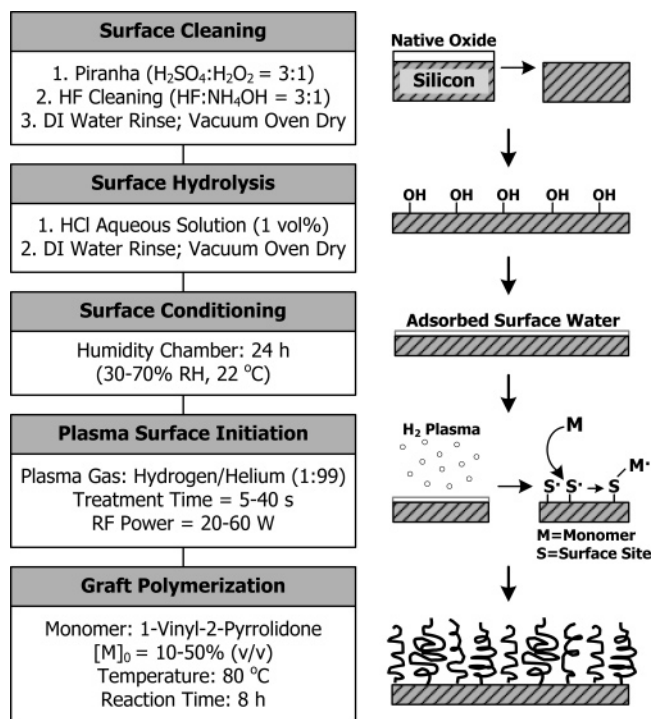 Surface Cleaning
1. Piranha (H₂SO₄:H₂O₂ = 3:1)
2. HF Cleaning (HF:NH₄OH = 3:1)
3. DI Water Rinse; Vacuum Oven Dry
Native Oxide
Silicon
Surface Hydrolysis
1. HCl Aqueous Solution (1 vol%)
2. DI Water Rinse; Vacuum Oven Dry
OH OH OH OH OH
Surface Conditioning
Humidity Chamber: 24 h
(30-70% RH, 22 °C)
Adsorbed Surface Water
Plasma Surface Initiation
Plasma Gas: Hydrogen/Helium (1:99)
Treatment Time = 5-40 s
RF Power = 20-60 W
H₂ Plasma
M
M·
S· S· S
M=Monomer
S=Surface Site
Graft Polymerization
Monomer: 1-Vinyl-2-Pyrrolidone
[M]₀ = 10-50% (v/v)
Temperature: 80 °C
Reaction Time: 8 h